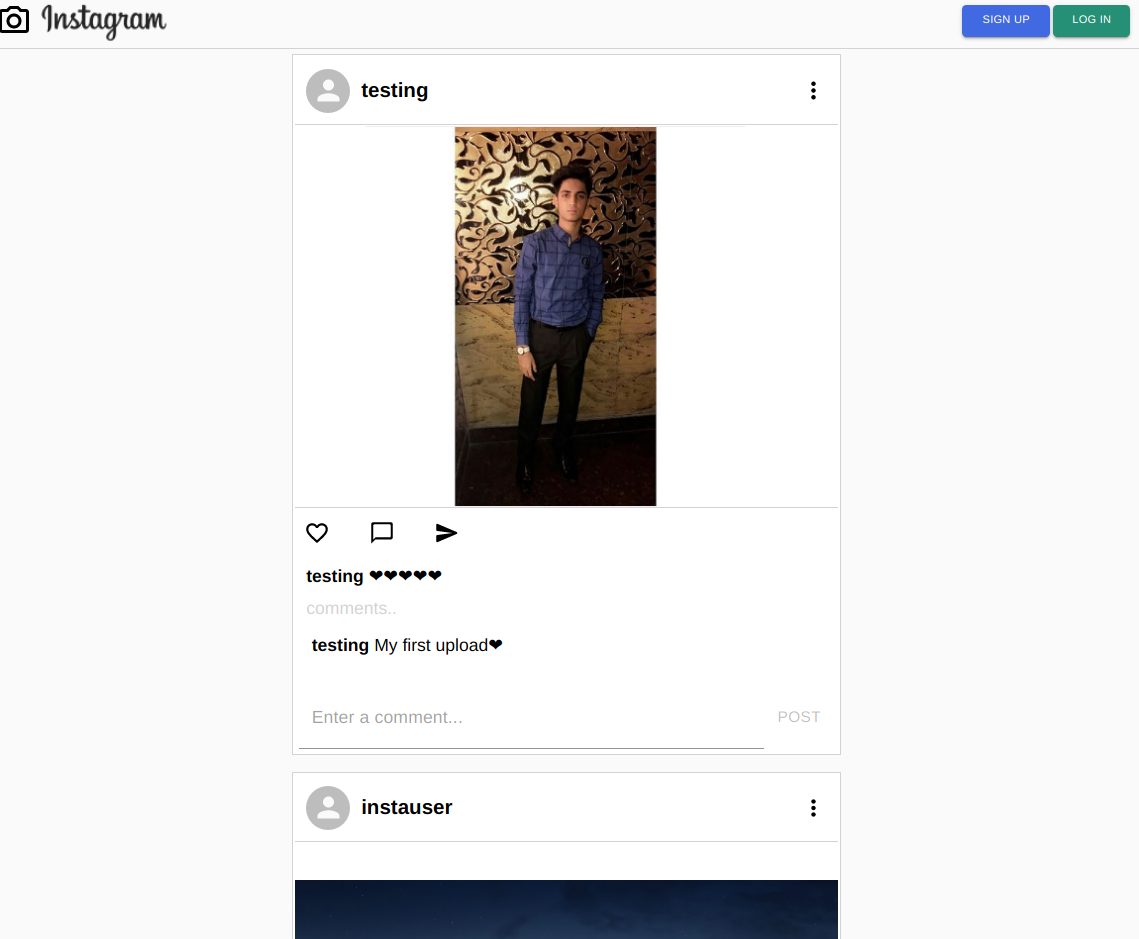 Instagram
SIGN UP
LOG IN
testing
testing ❤❤❤❤❤
comments..
testing My first upload❤
Enter a comment...
POST
instauser